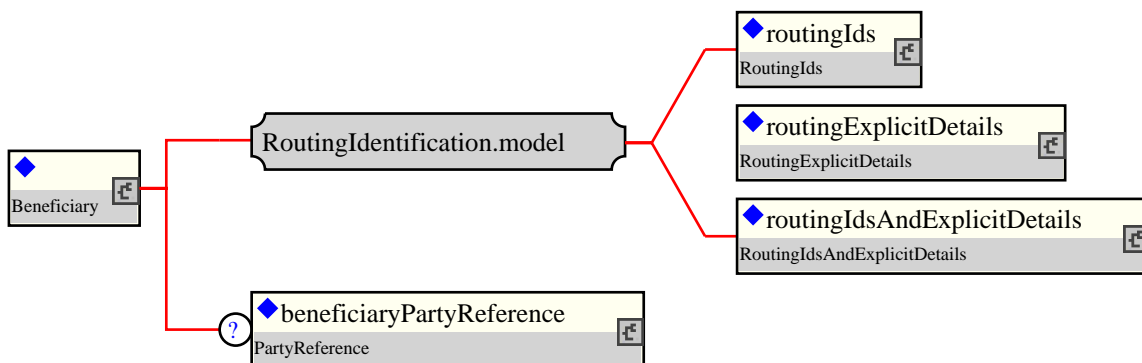 routingIds
RoutingIds
routingExplicitDetails
RoutingExplicitDetails
RoutingIdentification.model
Beneficiary
routingIdsAndExplicitDetails
RoutingIdsAndExplicitDetails
?
beneficiaryPartyReference
PartyReference